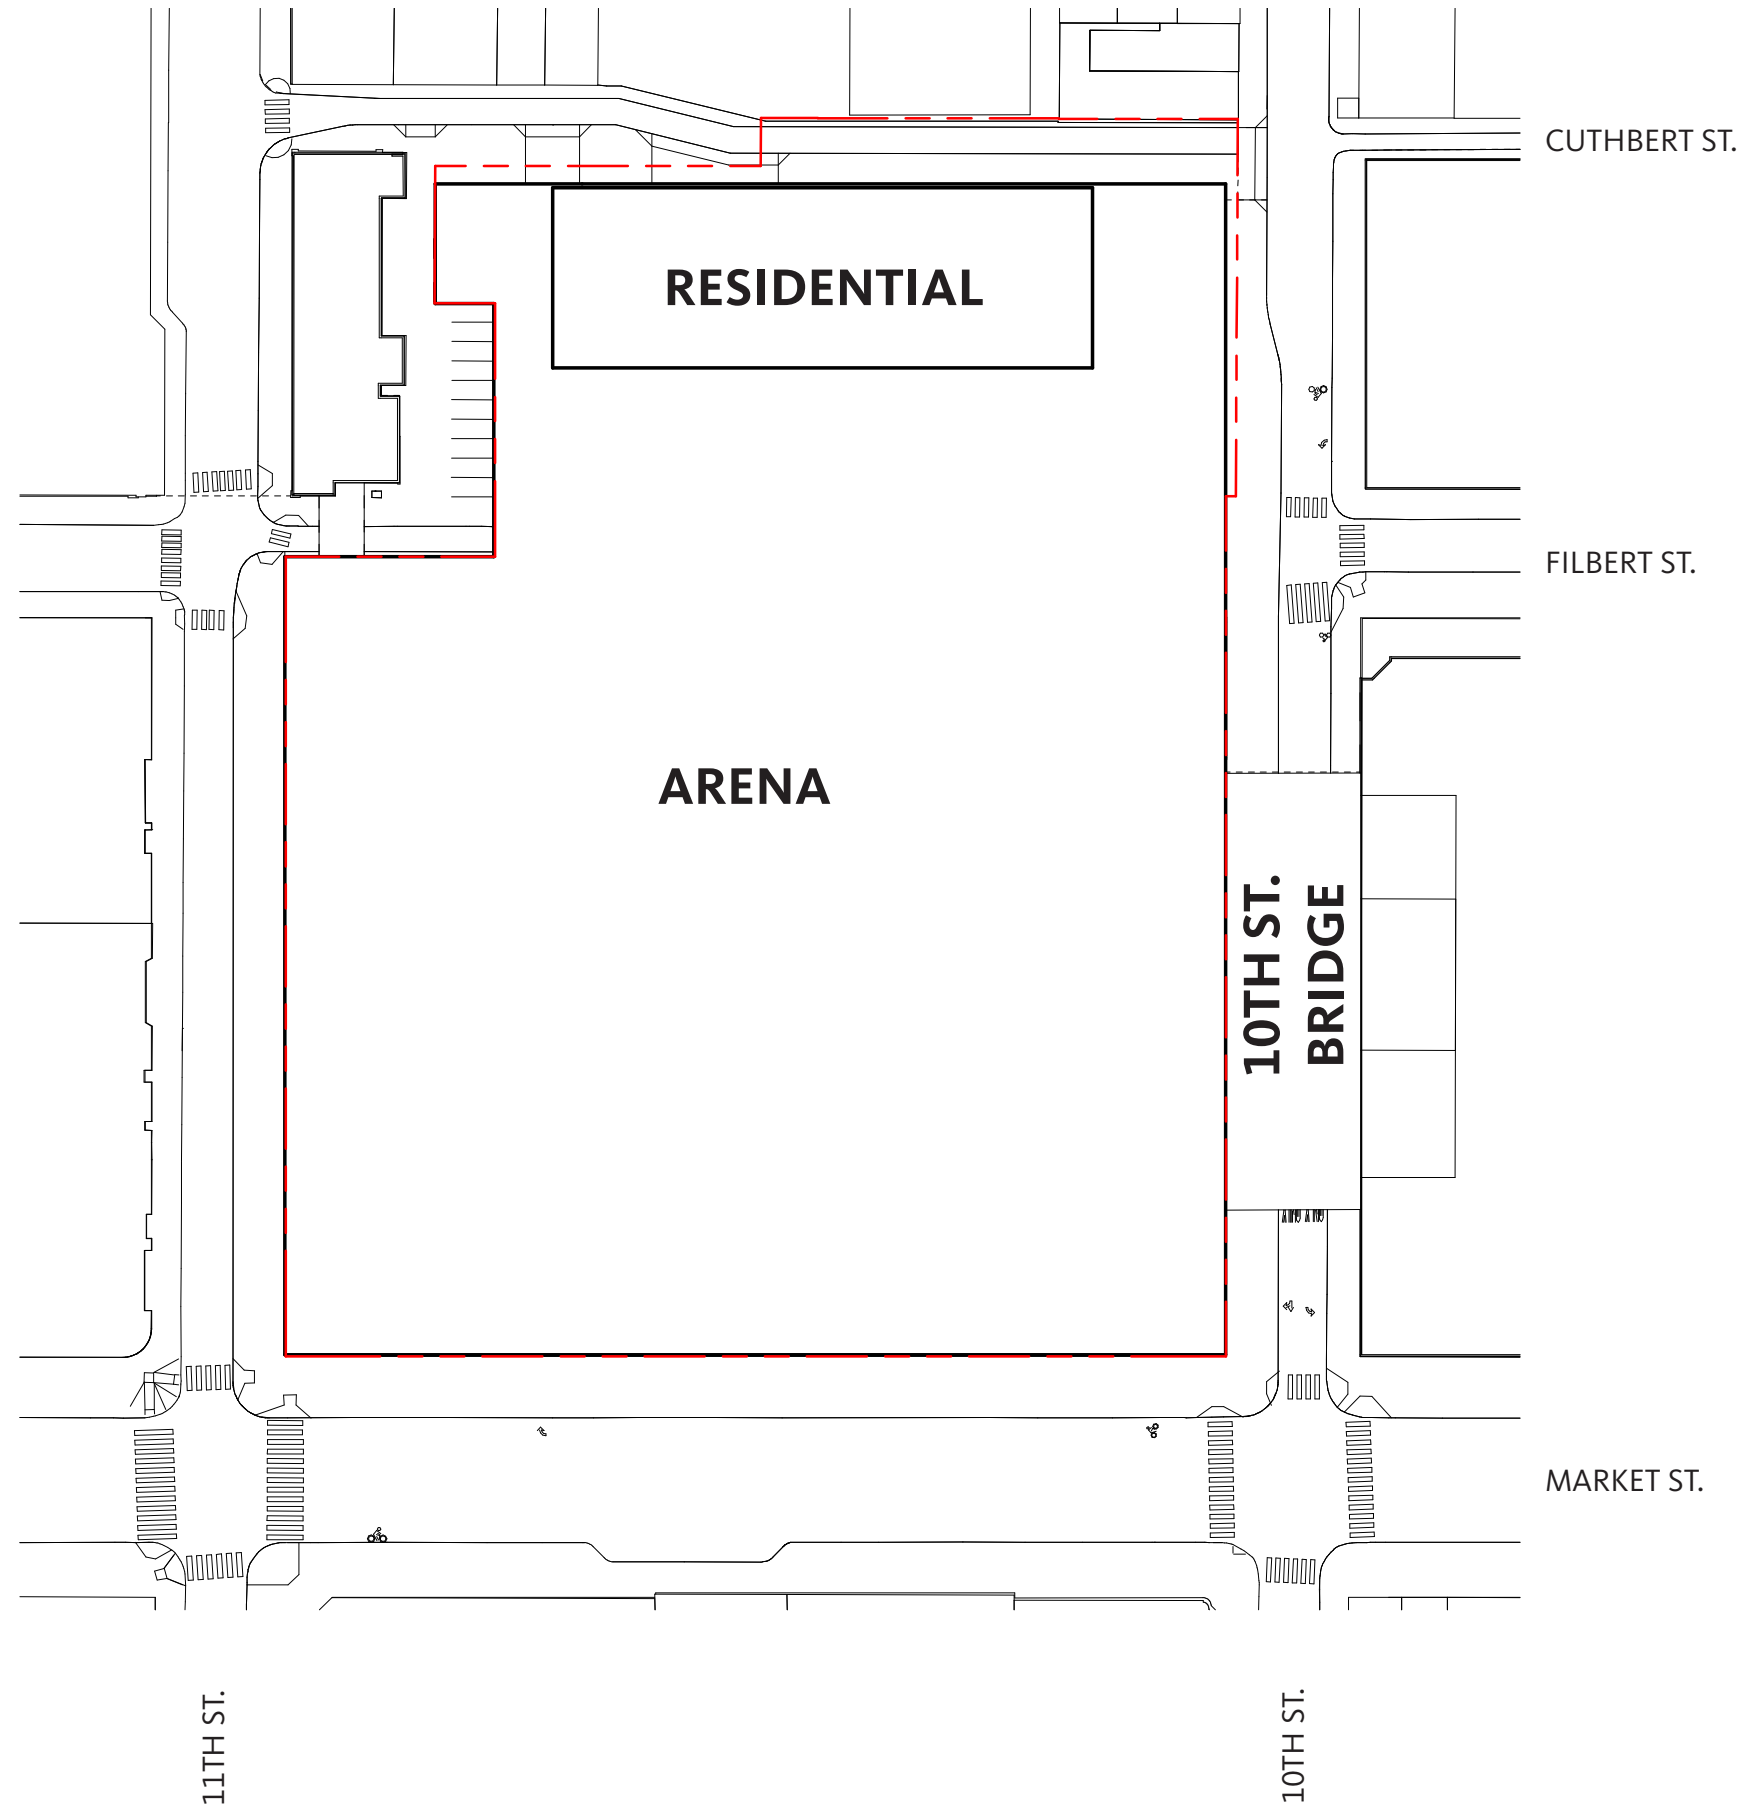 CUTHBERT ST.
RESIDENTIAL
FILBERT ST.
ARENA
10TH ST.
BRIDGE
MARKET ST.
11TH ST.
10TH ST.